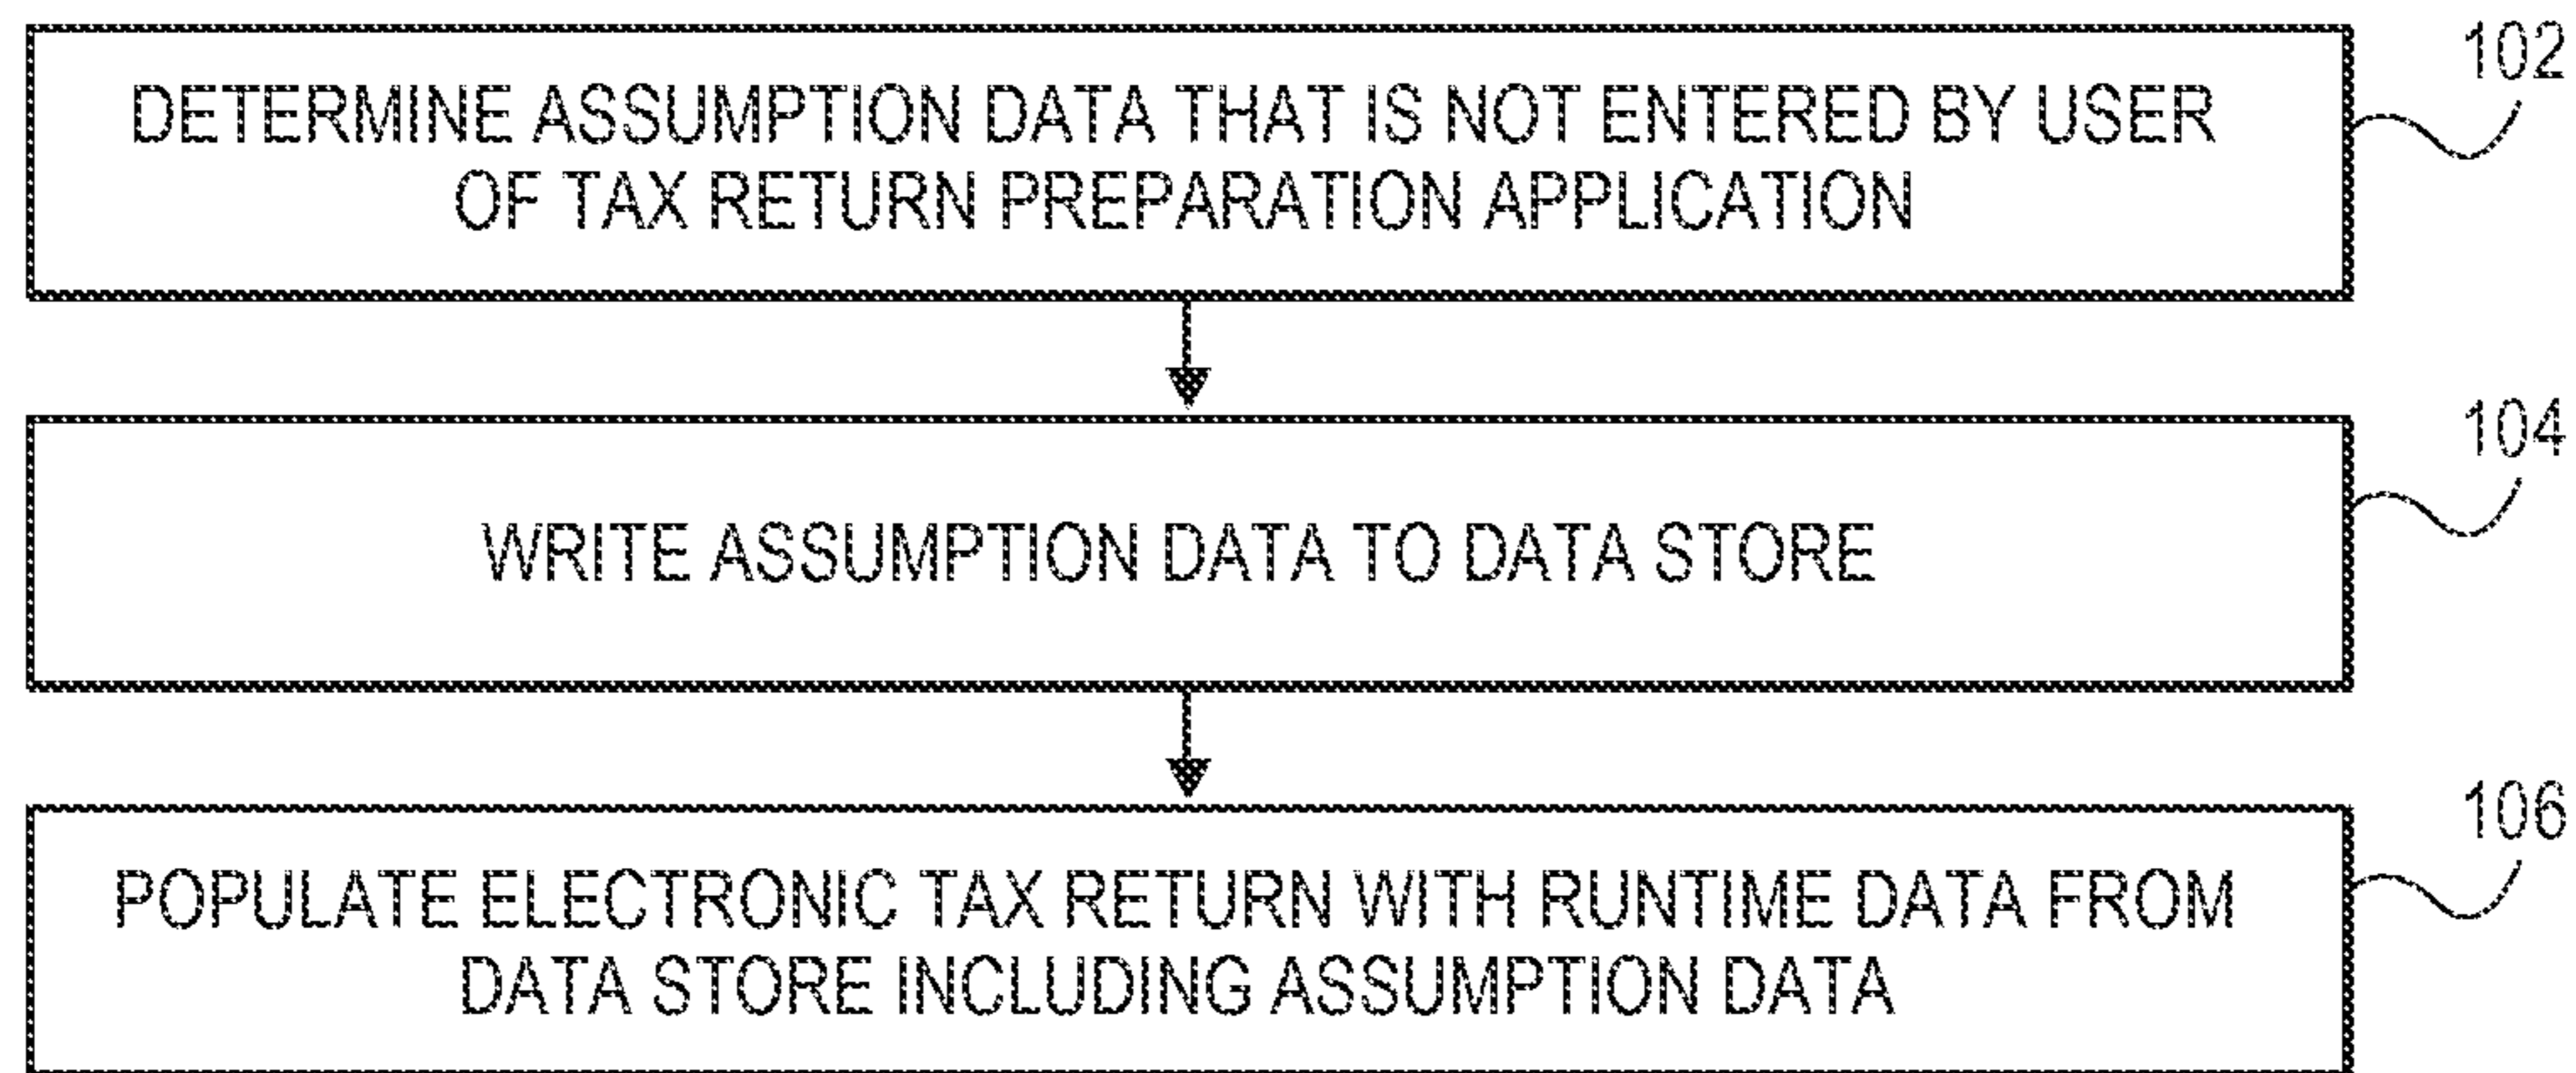 102
DETERMINE ASSUMPTION DATA THAT IS NOT ENTERED BY USER
OF TAX RETURN PREPARATION APPLICATION
104
WRITE ASSUMPTION DATA TO DATA STORE
106
POPULATE ELECTRONIC TAX RETURN WITH RUNTIME DATA FROM
DATA STORE INCLUDING ASSUMPTION DATA